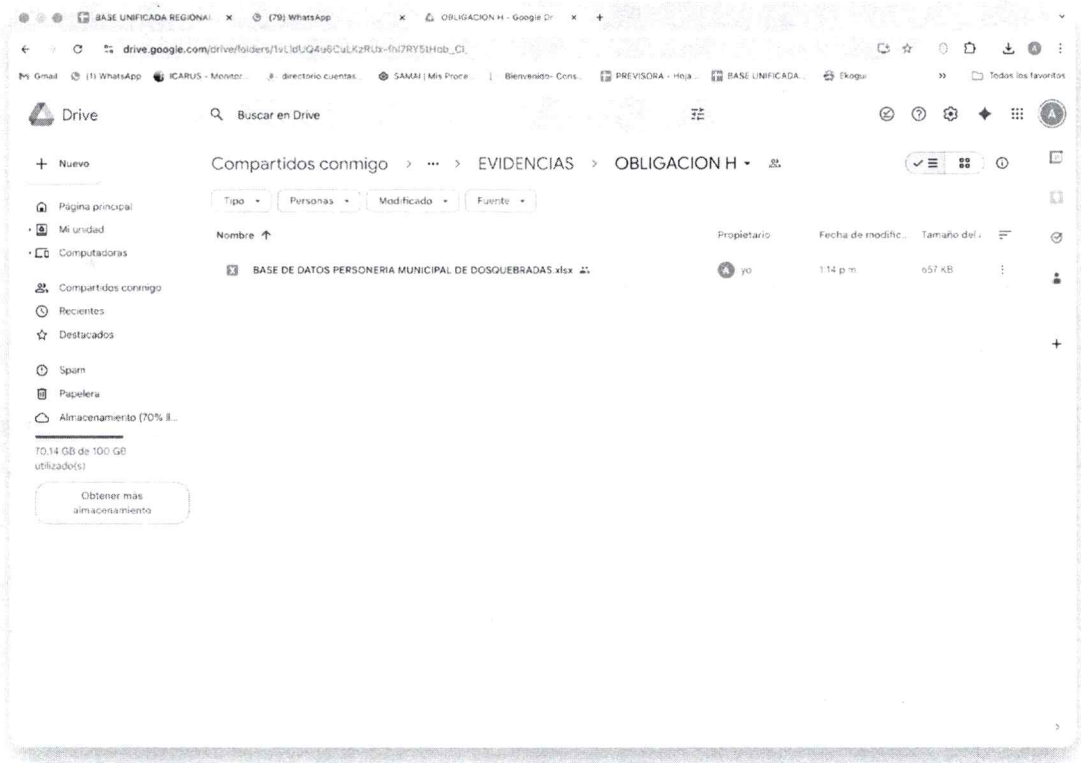 BASE UNIFICADA REGIONAL
(79) WhatsApp
OBLIGACION H - Google Dr
drive.google.com/drive/folders/
Gmail (1) WhatsApp ICARUS - Monitor... directorio cuentas... SAMAI | Mis Proce... Bienvenido- Cons... PREVISORA - Hoja... BASE UNIFICADA... Ekogui » Todos los favoritos
Drive
Buscar en Drive
A
Nuevo
Compartidos conmigo > ... > EVIDENCIAS > OBLIGACION H
Tipo Personas Modificado Fuente
Página principal
Mi unidad
Computadoras
Compartidos conmigo
Recientes
Destacados
Spam
Papelera
Almacenamiento (70% ll...
70.14 GB de 100 GB
utilizado(s)
Obtener más
almacenamiento
Nombre Propietario Fecha de modific... Tamaño del
BASE DE DATOS PERSONERIA MUNICIPAL DE DOSQUEBRADAS.xlsx A yo 1:14 p.m. 657 KB